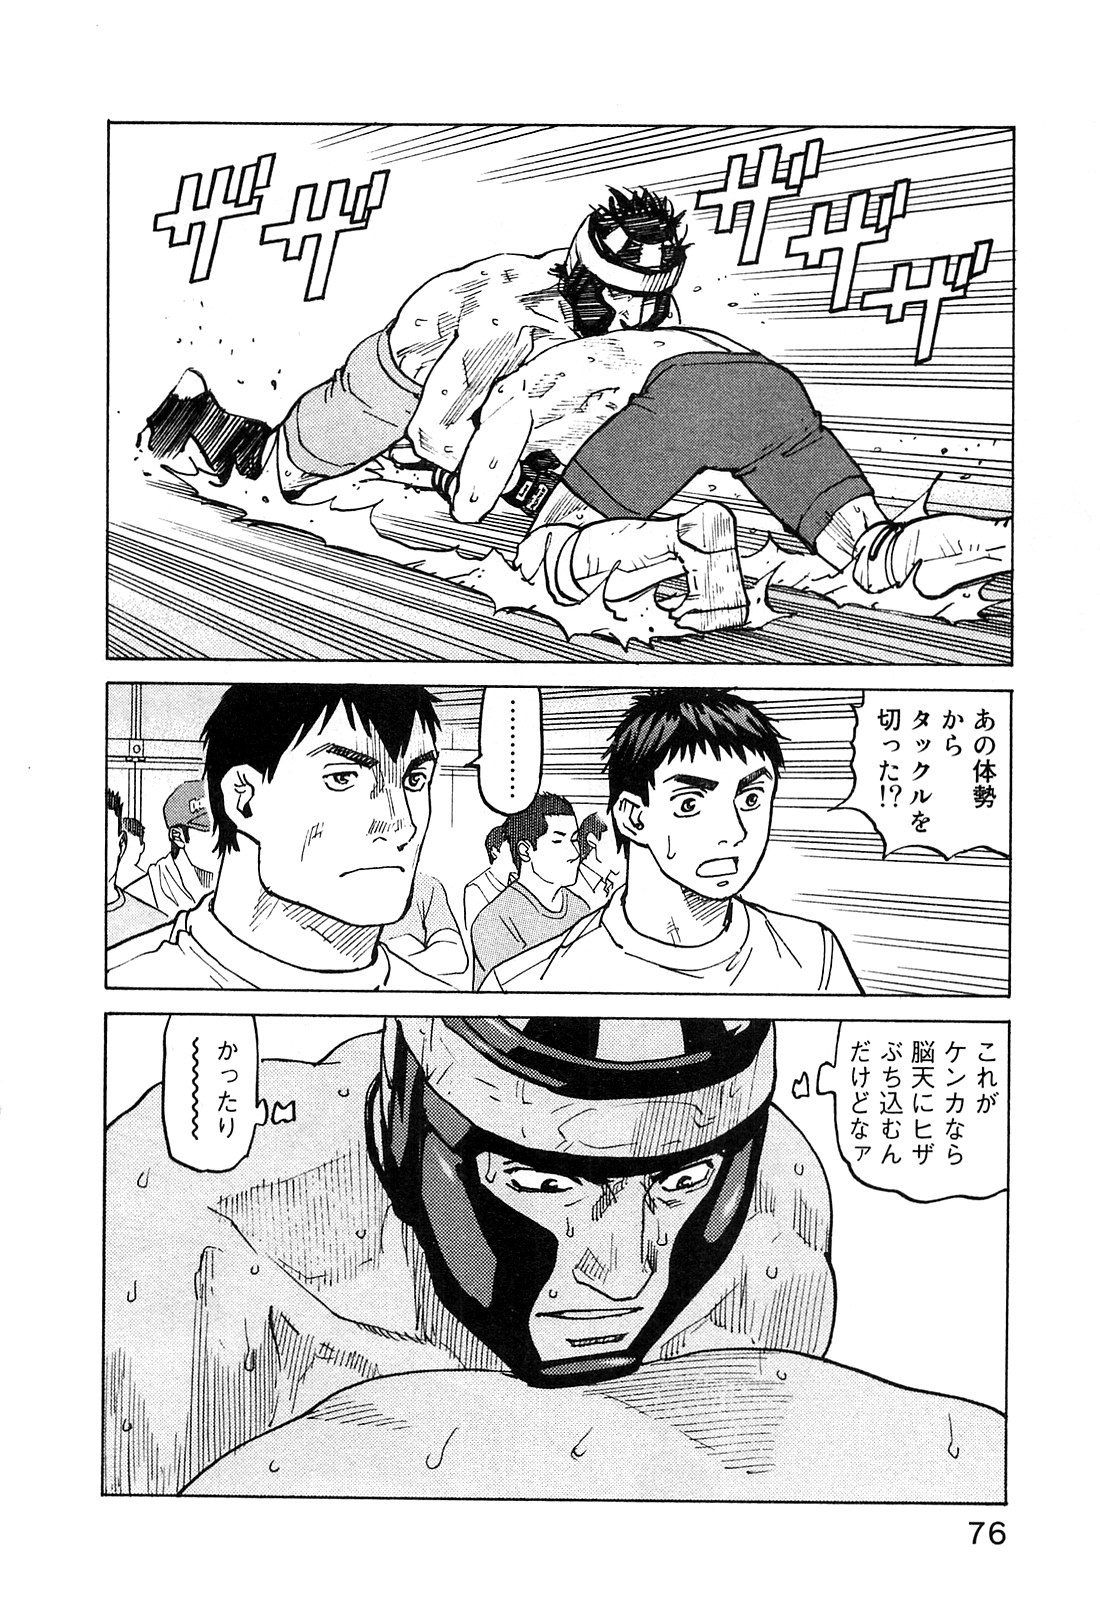 ザザザ
ザザ
あの体勢
から
タックルを
切った!?
………
これが
ケンカなら
脳天にヒザ
ぶち込むん
だけどなァ
かったり
〜〜〜〜
76